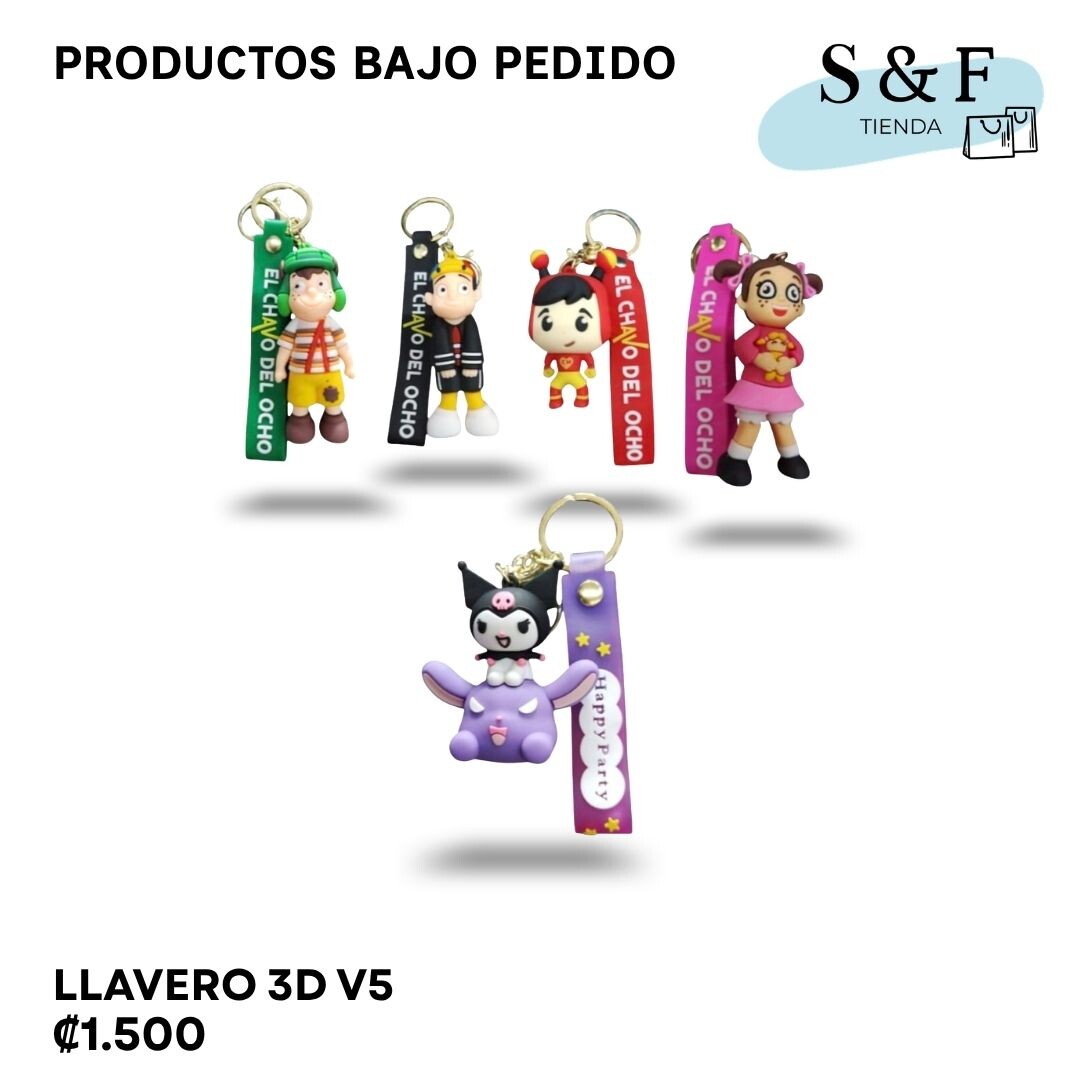 PRODUCTOS BAJO PEDIDO
S & F
TIENDA
EL CHAVO DEL OCHO
EL CHAVO DEL OCHO
EL CHAVO DEL OCHO
EL CHAVO DEL OCHO
Happy Party
LLAVERO 3D V5
₡1.500